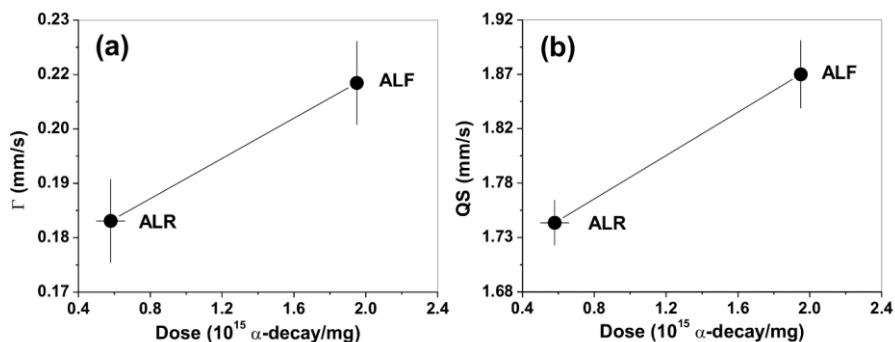 (a)
Γ (mm/s)
0.23
0.22
0.20
0.19
0.18
0.17
ALF
ALR
0.4 0.8 1.2 1.6 2.0 2.4
Dose (10¹⁵ α-decay/mg)
(b)
QS (mm/s)
1.92
1.87
1.82
1.78
1.73
1.68
ALF
ALR
0.4 0.8 1.2 1.6 2.0 2.4
Dose (10¹⁵ α-decay/mg)